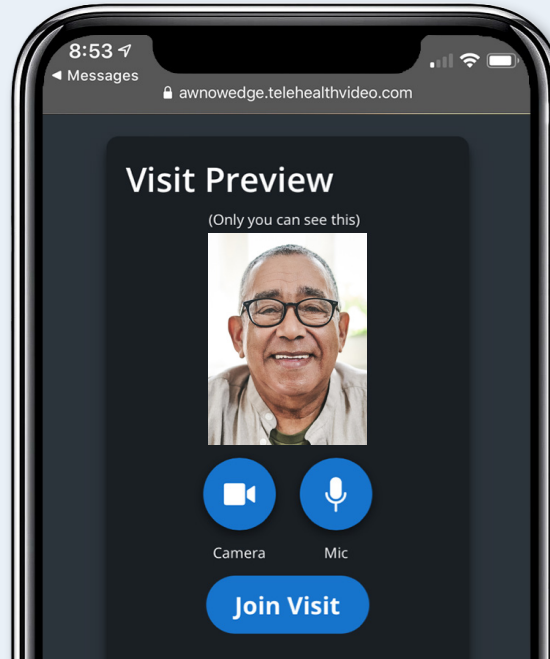 8:53
Messages
awnowedge.telehealthvideo.com
Visit Preview
(Only you can see this)
Camera
Mic
Join Visit